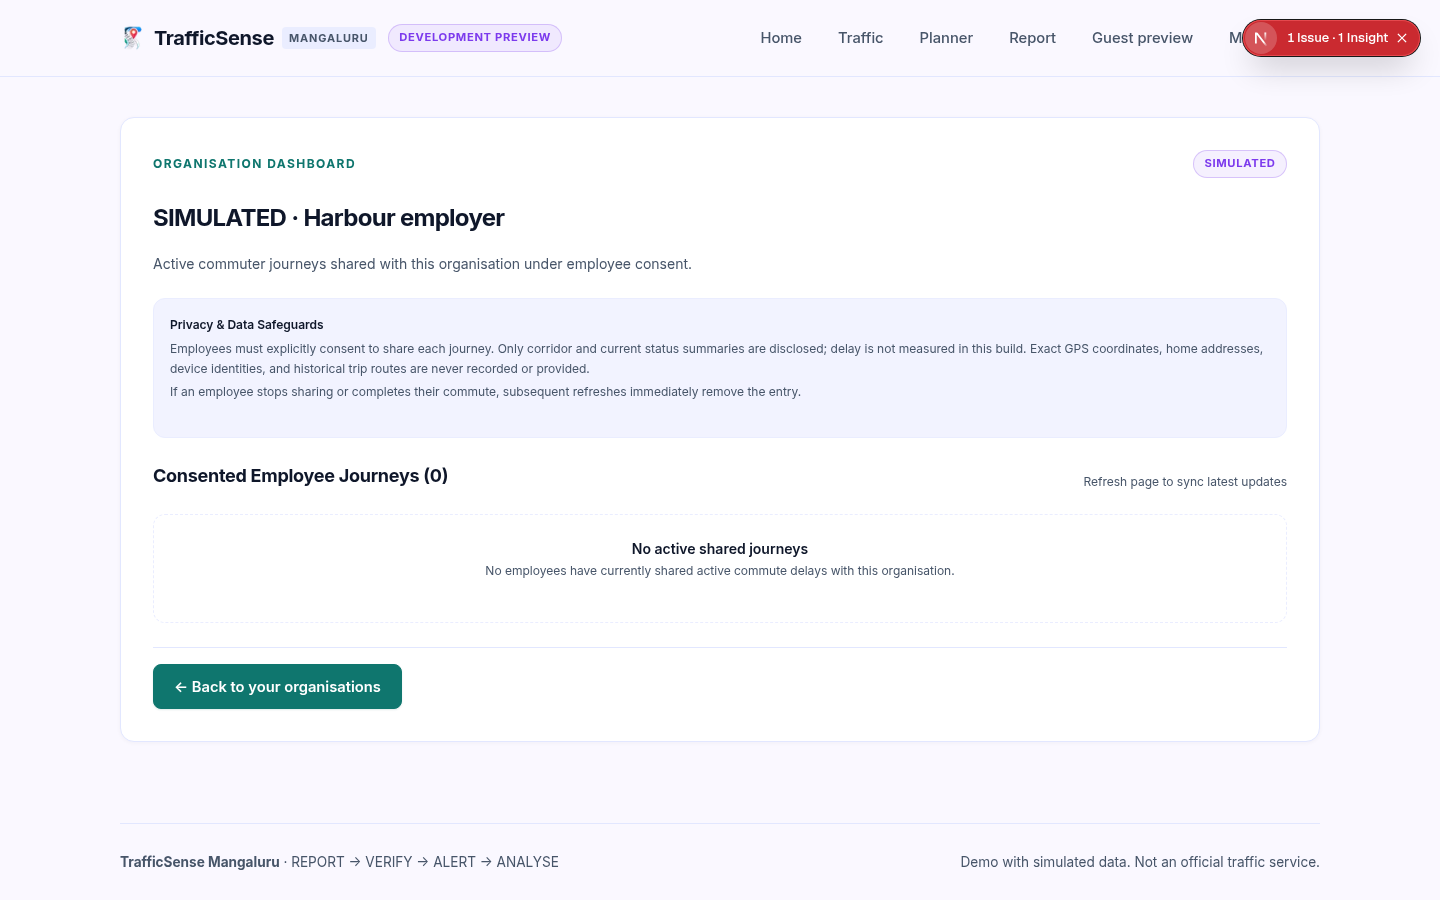 TrafficSense MANGALURU DEVELOPMENT PREVIEW Home Traffic Planner Report Guest preview M 1 Issue · 1 Insight ×
ORGANISATION DASHBOARD SIMULATED
SIMULATED · Harbour employer
Active commuter journeys shared with this organisation under employee consent.
Privacy & Data Safeguards
Employees must explicitly consent to share each journey. Only corridor and current status summaries are disclosed; delay is not measured in this build. Exact GPS coordinates, home addresses,
device identities, and historical trip routes are never recorded or provided.
If an employee stops sharing or completes their commute, subsequent refreshes immediately remove the entry.
Consented Employee Journeys (0) Refresh page to sync latest updates
No active shared journeys
No employees have currently shared active commute delays with this organisation.
← Back to your organisations
TrafficSense Mangaluru · REPORT → VERIFY → ALERT → ANALYSE Demo with simulated data. Not an official traffic service.